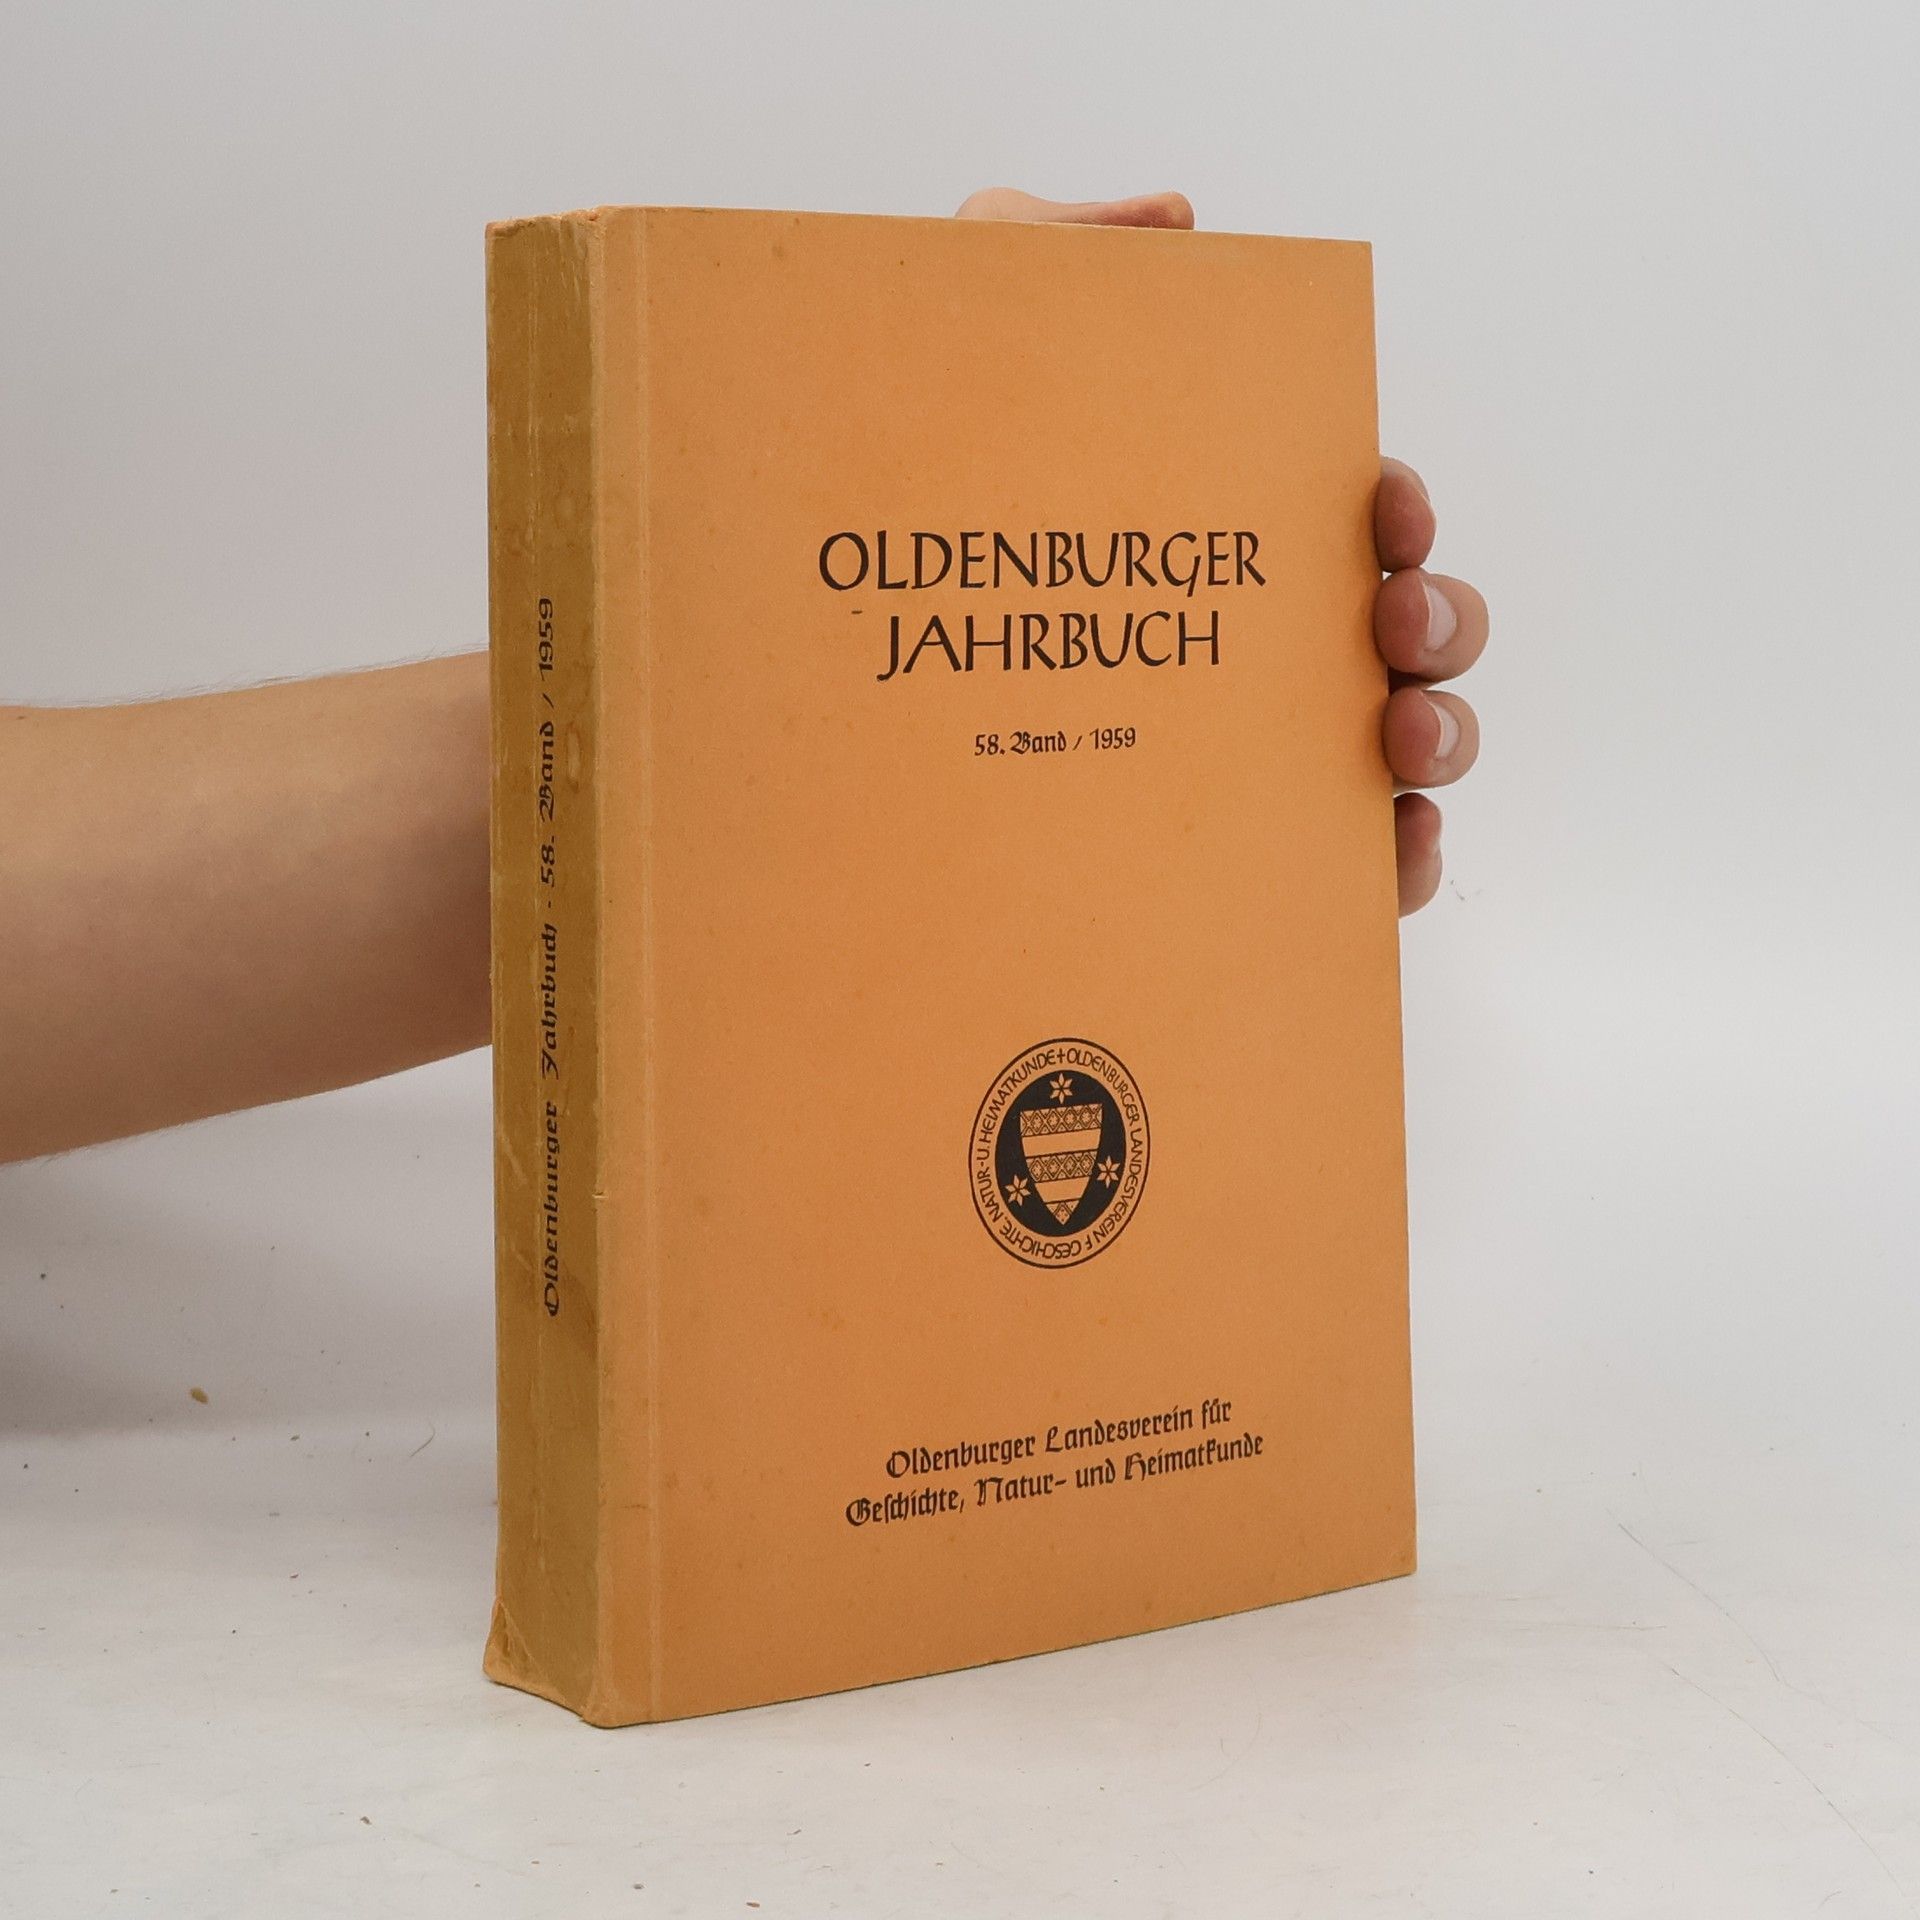 OLDENBURGER
JAHRBUCH
58. Band / 1959
OLDENBURGER LANDESVEREIN F GESCHICHTE, NATUR- U. HEIMATKUNDE +
Oldenburger Landesverein für
Geschichte, Natur- und Heimatkunde
Oldenburger Jahrbuch - 58. Band / 1959